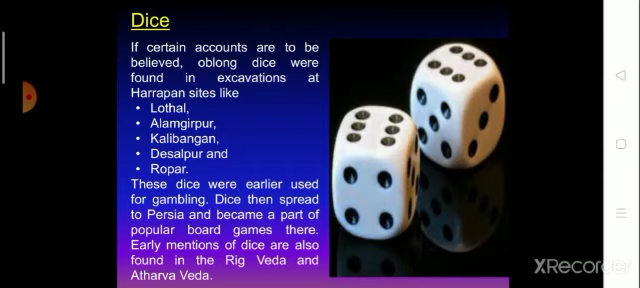 Dice
If certain accounts are to be
believed, oblong dice were
found in excavations at
Harrapan sites like
• Lothal,
• Alamgirpur,
• Kalibangan,
• Desalpur and
• Ropar.
These dice were earlier used
for gambling. Dice then spread
to Persia and became a part of
popular board games there.
Early mentions of dice are also
found in the Rig Veda and
Atharva Veda.
XRecorder